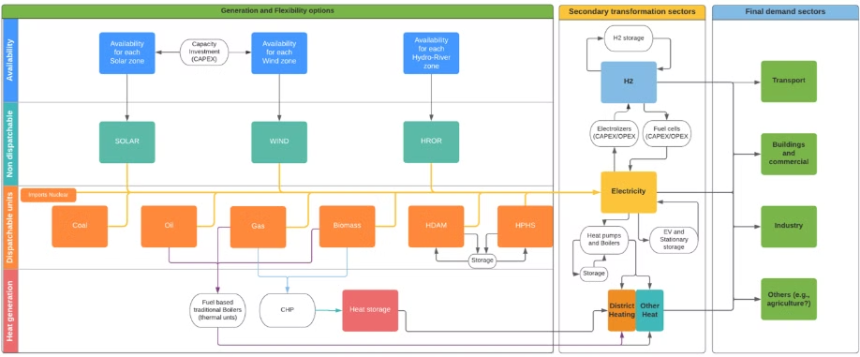 Generation and Flexibility options
Secondary transformation sectors
Final demand sectors
Availability
Availability
for each
Solar zone
Capacity
Investment
(CAPEX)
Availability
for each
Wind zone
Availability
for each
Hydro-River
zone
H2 storage
H2
Transport
Non dispatchable
SOLAR
WIND
HROR
Electrolizers
(CAPEX/OPEX
Fuel cells
(CAPEX/OPEX
Buildings
and
commercial
Dispatchable units
Imports Nuclear
Electricity
Coal
Oil
Gas
Biomass
HDAM
HPHS
Storage
Heat pumps
and Boilers
EV and
Stationary
storage
Storage
Industry
Heat generation
Fuel based
traditional Boilers
(thermal units)
CHP
Heat storage
District
Heating
Other
Heat
Others (e.g.,
agriculture?)